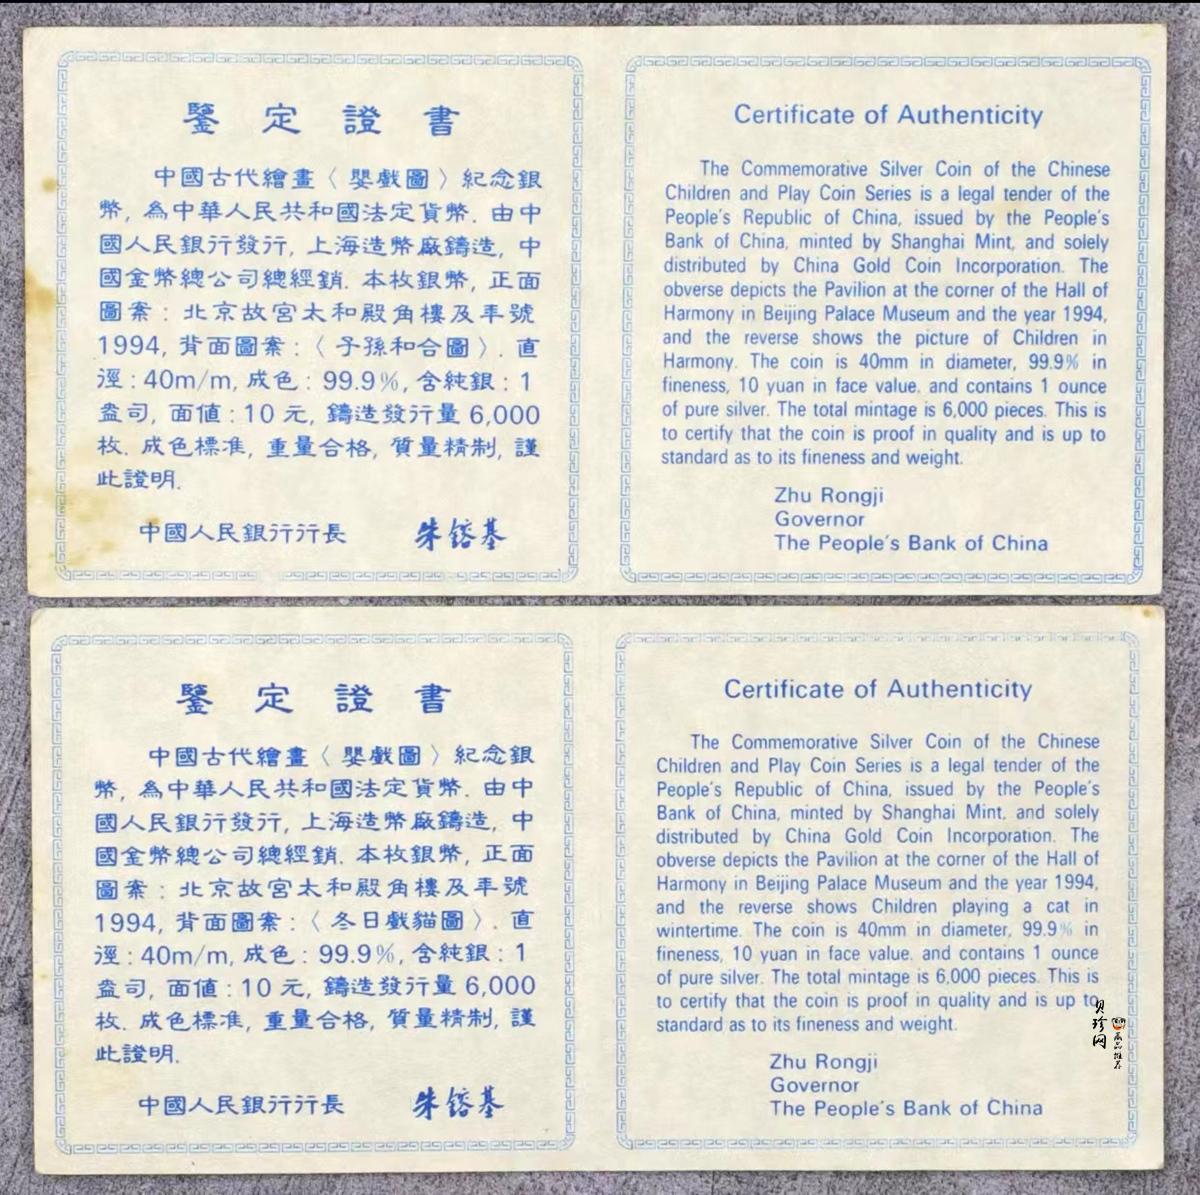 鑒定證書
中國古代繪畫〈嬰戲圖〉紀念銀
幣, 為中華人民共和國法定貨幣. 由中
國人民銀行發行, 上海造幣廠鑄造, 中
國金幣總公司總經銷. 本枚銀幣, 正面
圖案: 北京故宮太和殿角樓及年號
1994, 背面圖案:〈子孫和合圖〉. 直
徑: 40m/m, 成色: 99.9%, 含純銀: 1
盎司, 面值: 10 元, 鑄造發行量 6,000
枚. 成色標准, 重量合格, 質量精制, 謹
此證明.
中國人民銀行行長 朱鎔基
Certificate of Authenticity
The Commemorative Silver Coin of the Chinese
Children and Play Coin Series is a legal tender of the
People's Republic of China, issued by the People's
Bank of China, minted by Shanghai Mint, and solely
distributed by China Gold Coin Incorporation. The
obverse depicts the Pavilion at the corner of the Hall of
Harmony in Beijing Palace Museum and the year 1994,
and the reverse shows the picture of Children in
Harmony. The coin is 40mm in diameter, 99.9% in
fineness, 10 yuan in face value. and contains 1 ounce
of pure silver. The total mintage is 6,000 pieces. This is
to certify that the coin is proof in quality and is up to
standard as to its fineness and weight.
Zhu Rongji
Governor
The People's Bank of China
鑒定證書
中國古代繪畫〈嬰戲圖〉紀念銀
幣, 為中華人民共和國法定貨幣. 由中
國人民銀行發行, 上海造幣廠鑄造, 中
國金幣總公司總經銷. 本枚銀幣, 正面
圖案: 北京故宮太和殿角樓及年號
1994, 背面圖案:〈冬日戲貓圖〉. 直
徑: 40m/m, 成色: 99.9%, 含純銀: 1
盎司, 面值: 10 元, 鑄造發行量 6,000
枚. 成色標准, 重量合格, 質量精制, 謹
此證明.
中國人民銀行行長 朱鎔基
Certificate of Authenticity
The Commemorative Silver Coin of the Chinese
Children and Play Coin Series is a legal tender of the
People's Republic of China, issued by the People's
Bank of China, minted by Shanghai Mint, and solely
distributed by China Gold Coin Incorporation. The
obverse depicts the Pavilion at the corner of the Hall of
Harmony in Beijing Palace Museum and the year 1994,
and the reverse shows Children playing a cat in
wintertime. The coin is 40mm in diameter, 99.9% in
fineness, 10 yuan in face value. and contains 1 ounce
of pure silver. The total mintage is 6,000 pieces. This is
to certify that the coin is proof in quality and is up to
standard as to its fineness and weight.
Zhu Rongji
Governor
The People's Bank of China
贝珍网
藏品推荐